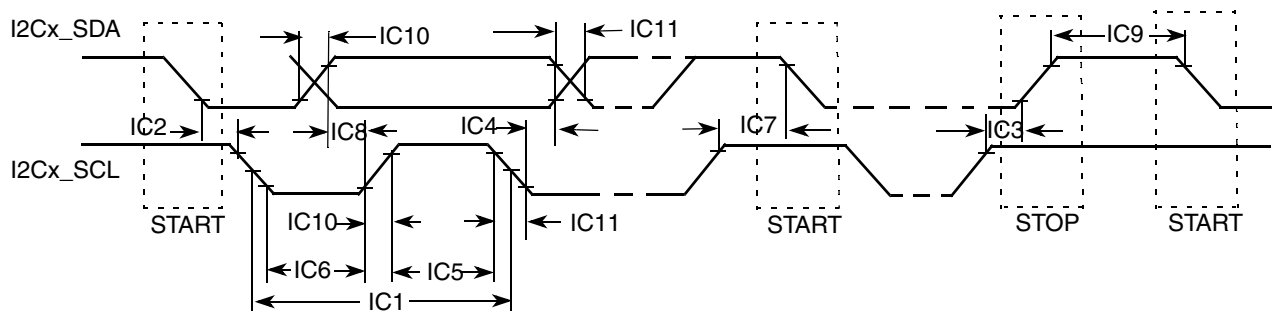 I2Cx_SDA
IC10
IC11
IC9
IC2
IC8
IC4
IC7
IC3
I2Cx_SCL
START
IC10
IC11
START
STOP
START
IC6
IC5
IC1